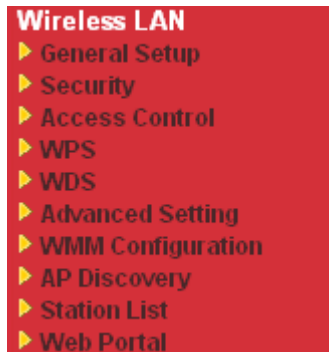 Wireless LAN
General Setup
Security
Access Control
WPS
WDS
Advanced Setting
WMM Configuration
AP Discovery
Station List
Web Portal